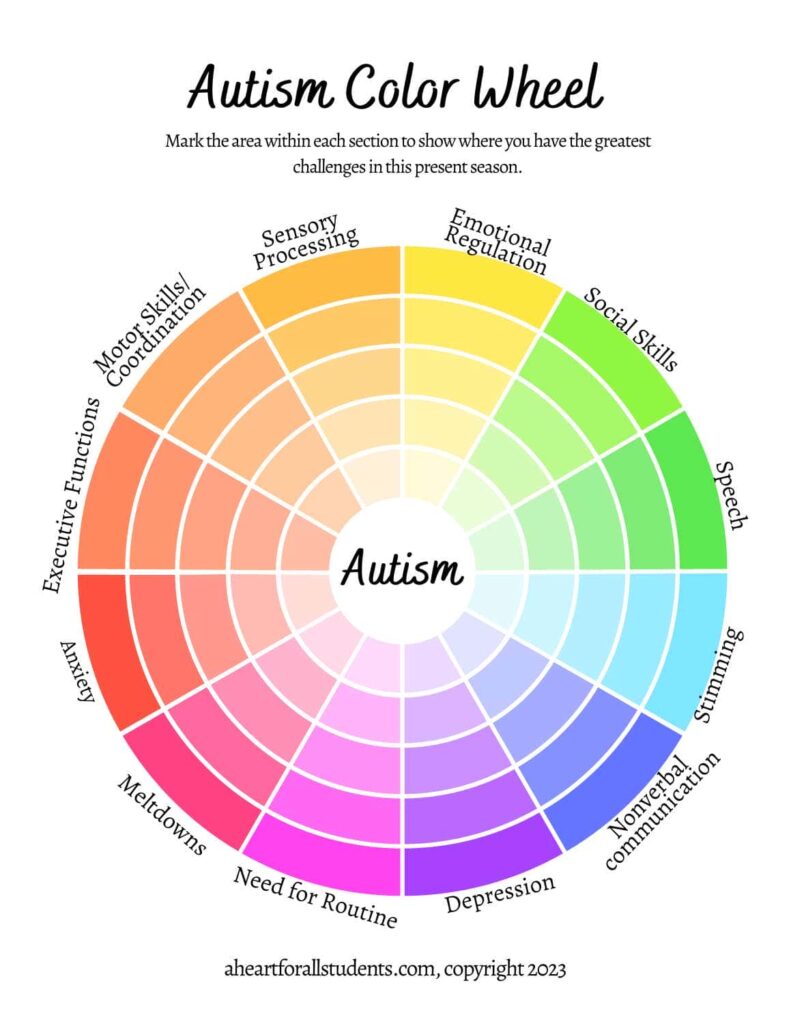 Autism Color Wheel
Mark the area within each section to show where you have the greatest
challenges in this present season.
Sensory
Processing
Emotional
Regulation
Social Skills
Speech
Stimming
Nonverbal
communication
Depression
Need for Routine
Meltdowns
Anxiety
Executive Functions
Motor Skills/
Coordination
Autism
aheartforallstudents.com, copyright 2023